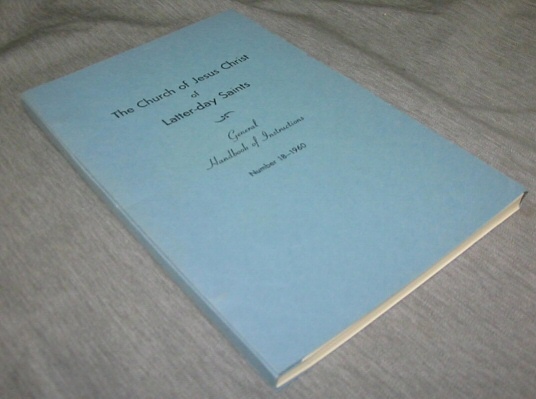 The Church of Jesus Christ
of
Latter-day Saints
General
Handbook of Instructions
Number 18-1960